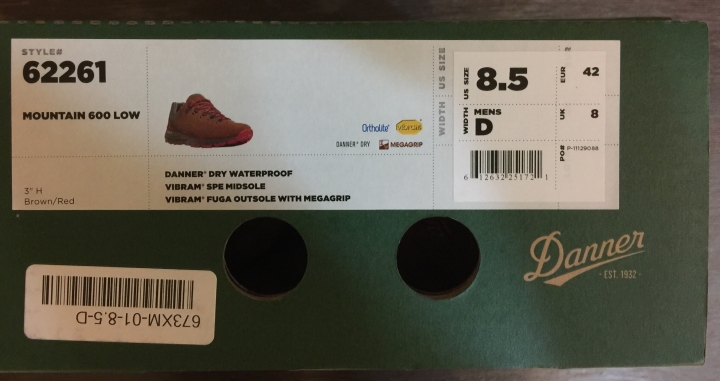 STYLE#
62261
MOUNTAIN 600 LOW
Ortholite
vibram
DANNER® DRY
MEGAGRIP
DANNER® DRY WATERPROOF
VIBRAM® SPE MIDSOLE
VIBRAM® FUGA OUTSOLE WITH MEGAGRIP
3" H
Brown/Red
WIDTH US SIZE
US SIZE
8.5
EUR
42
WIDTH
MENS
D
UK
8
PO#
P-11129088
6 12632 25172 1
Danner
- EST. 1932 -
673XM-01-8.5-D